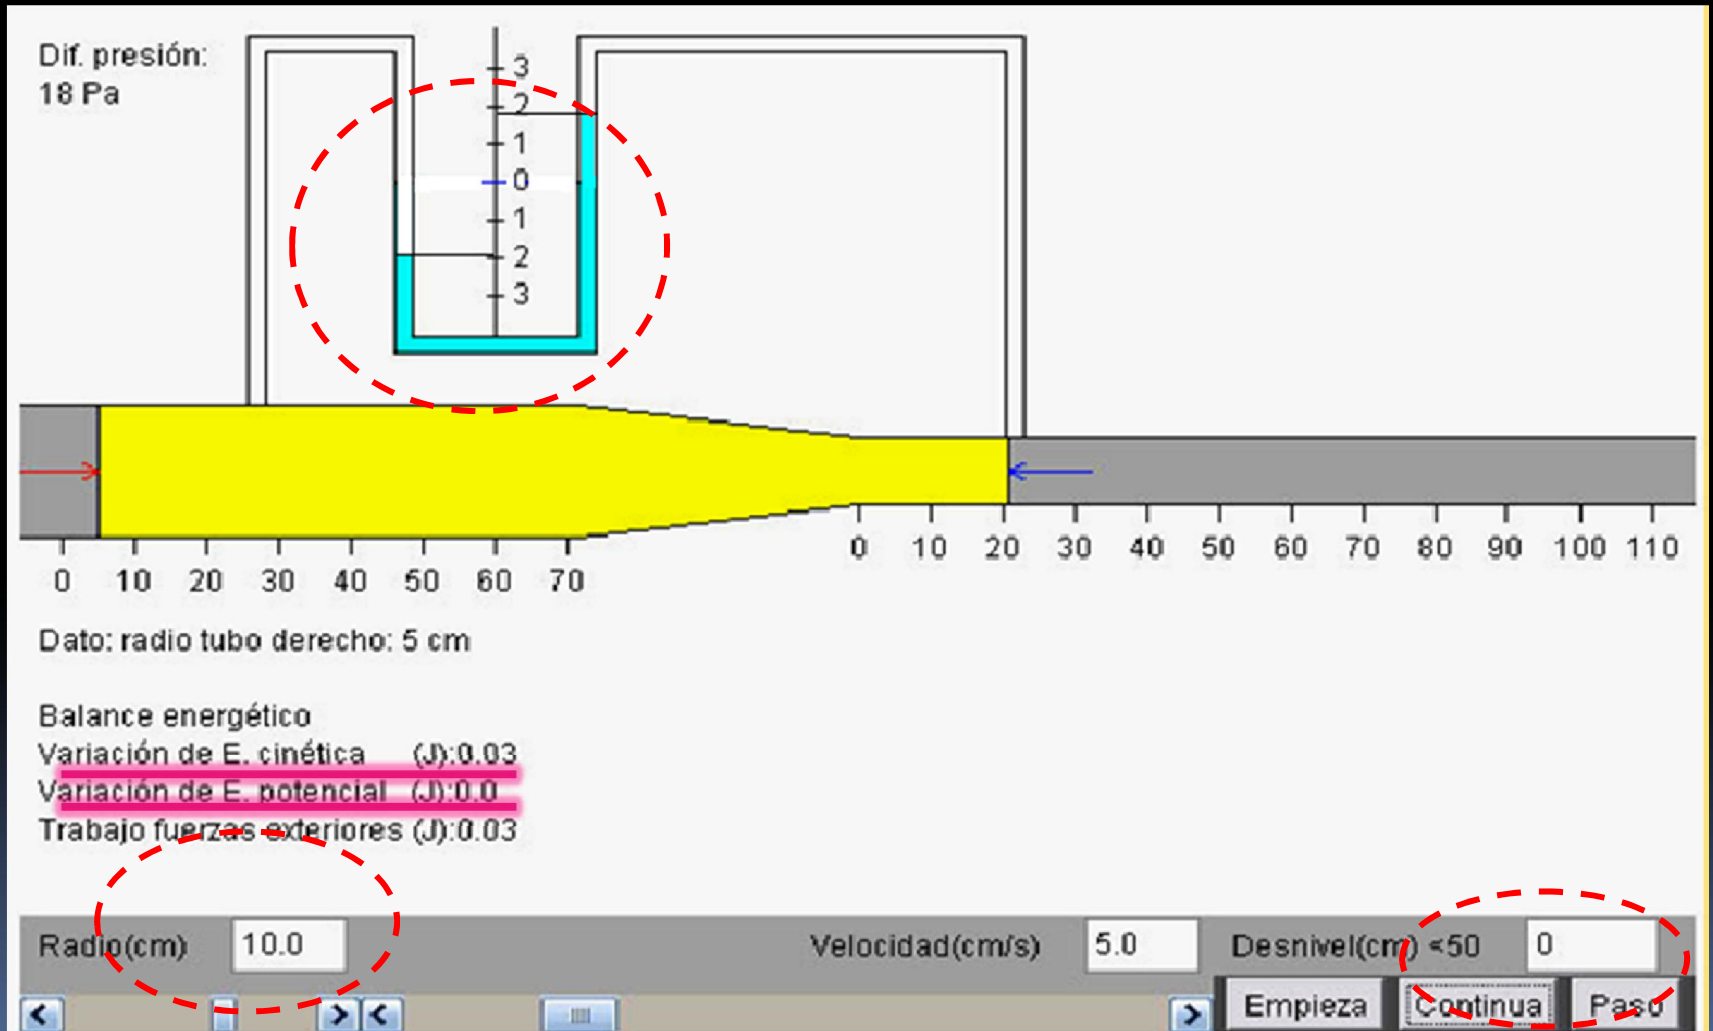 Dif. presión:
18 Pa
3
2
1
0
1
2
3
0 10 20 30 40 50 60 70 80 90 100 110
0 10 20 30 40 50 60 70
Dato: radio tubo derecho: 5 cm
Balance energético
Variación de E. cinética (J):0.03
Variación de E. potencial (J):0.0
Trabajo fuerzas exteriores (J):0.03
Radio(cm) 10.0 Velocidad(cm/s) 5.0 Desnivel(cm) <50 0
Empieza Continua Paso